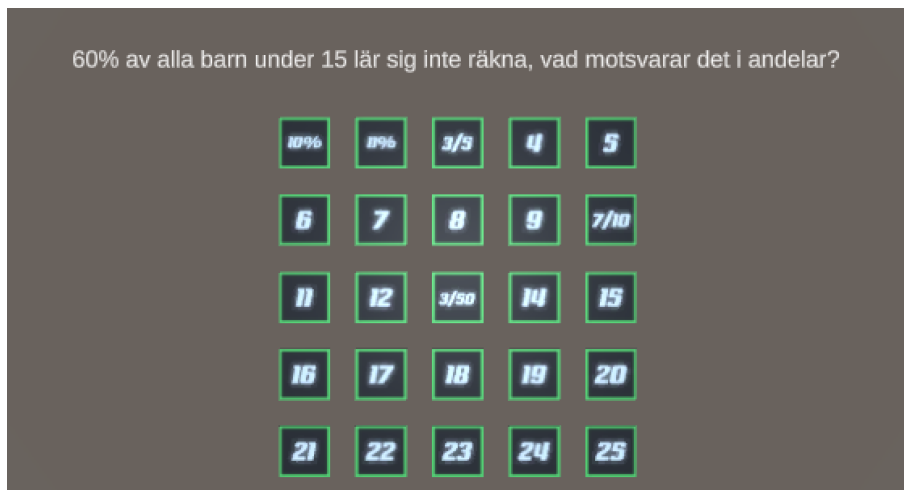 60% av alla barn under 15 lär sig inte räkna, vad motsvarar det i andelar?
10% 11% 3/5 4 5
6 7 8 9 7/10
11 12 3/50 14 15
16 17 18 19 20
21 22 23 24 25